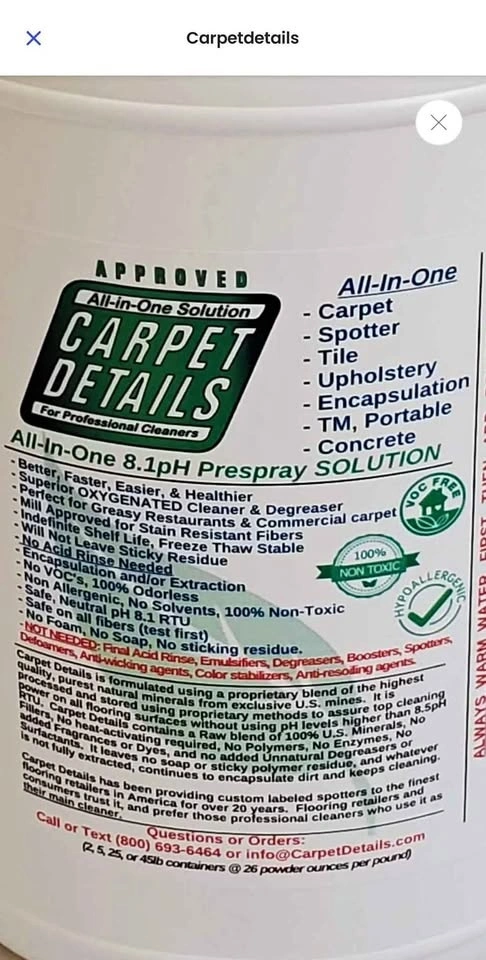 Carpetdetails
APPROVED
All-in-One Solution
CARPET
DETAILS
For Professional Cleaners
All-In-One
- Carpet
- Spotter
- Tile
- Upholstery
- Encapsulation
- TM, Portable
- Concrete
All-In-One 8.1pH Prespray SOLUTION
- Better, Faster, Easier, & Healthier
- Superior OXYGENATED Cleaner & Degreaser
- Perfect for Greasy Restaurants & Commercial carpet
- Mill Approved for Stain Resistant Fibers
- Indefinite Shelf Life, Freeze Thaw Stable
- Will Not Leave Sticky Residue
- No Acid Rinse Needed
- Encapsulation and/or Extraction
- No VOC's, 100% Odorless
- Non Allergenic, No Solvents, 100% Non-Toxic
- Safe, Neutral pH 8.1 RTU
- Safe on all fibers (test first)
- No Foam, No Soap, No sticking residue.
VOC FREE
100%
NON TOXIC
HYPOALLERGENIC
- NOT NEEDED: Final Acid Rinse, Emulsifiers, Degreasers, Boosters, Spotters,
Defoamers, Anti-wicking agents, Color stabilizers, Anti-resoiling agents.
Carpet Details is formulated using a proprietary blend of the highest
quality, purest natural minerals from exclusive U.S. mines. It is
processed and stored using proprietary methods to assure top cleaning
power on all flooring surfaces without using pH levels higher than 8.5pH
RTU. Carpet Details contains a Raw blend of 100% U.S. Minerals, No
Fillers, No heat-activating required, No Polymers, No Enzymes, No
added Fragrances or Dyes, and no added Unnatural Degreasers or
Surfactants. It leaves no soap or sticky polymer residue, and whatever
is not fully extracted, continues to encapsulate dirt and keeps cleaning.
Carpet Details has been providing custom labeled spotters to the finest
flooring retailers in America for over 20 years. Flooring retailers and
consumers trust it, and prefer those professional cleaners who use it as
their main cleaner.
Questions or Orders:
Call or Text (800) 693-6464 or info@CarpetDetails.com
(2, 5, 25, or 45lb containers @ 26 powder ounces per pound)
ALWAYS WARM WATER FIRST, THEN